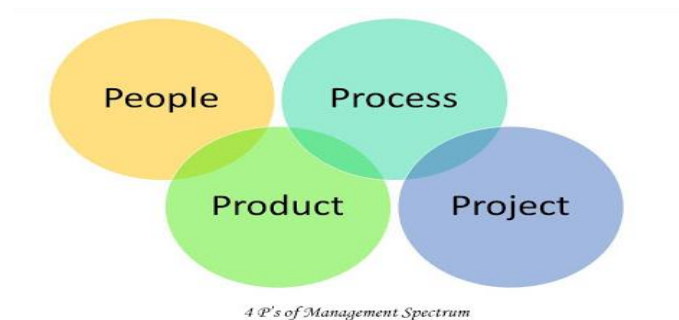 People
Process
Product
Project
4 P's of Management Spectrum